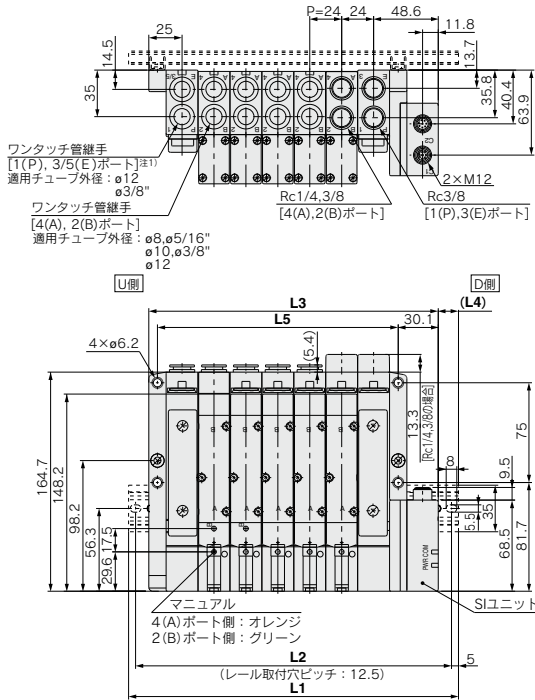 P=24
24
48.6
11.8
25
14.5
35
13.7
35.8
40.4
63.9
ワンタッチ管継手
[1(P), 3/5(E)ポート]注1)
適用チューブ外径：ø12
ø3/8"
ワンタッチ管継手
[4(A), 2(B)ポート]
適用チューブ外径：ø8,ø5/16"
ø10,ø3/8"
ø12
Rc1/4,3/8
[4(A),2(B)ポート]
2×M12
Rc3/8
[1(P),3(E)ポート]
U側
D側
L3
(L4)
L5
30.1
4×ø6.2
(5.4)
13.3
[Rc1/4,3/8の場合]
75
9.5
8
5.5
35
68.5
81.7
164.7
148.2
98.2
56.3
17.5
29.6
PWR.COM
マニュアル
4(A)ポート側：オレンジ
2(B)ポート側：グリーン
SIユニット
L2
(レール取付穴ピッチ：12.5)
5
L1